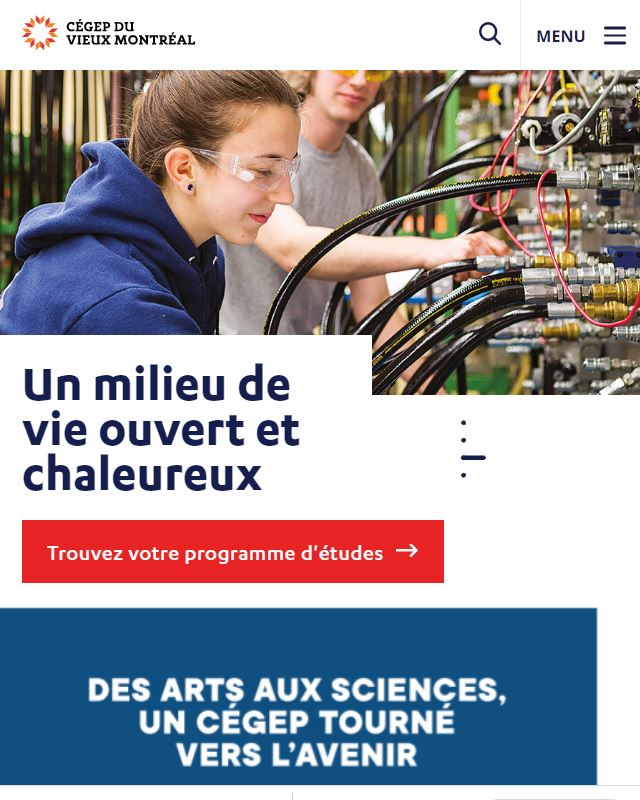 CÉGEP DU
VIEUX MONTRÉAL
MENU
Un milieu de
vie ouvert et
chaleureux
Trouvez votre programme d'études
DES ARTS AUX SCIENCES,
UN CÉGEP TOURNÉ
VERS L'AVENIR